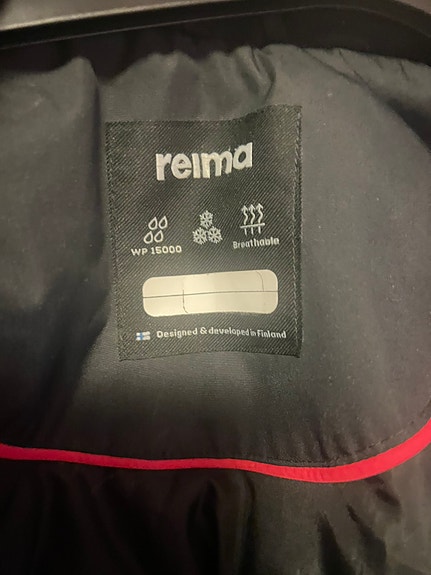 reima
WP 15000
Breathable
Designed & developed in Finland